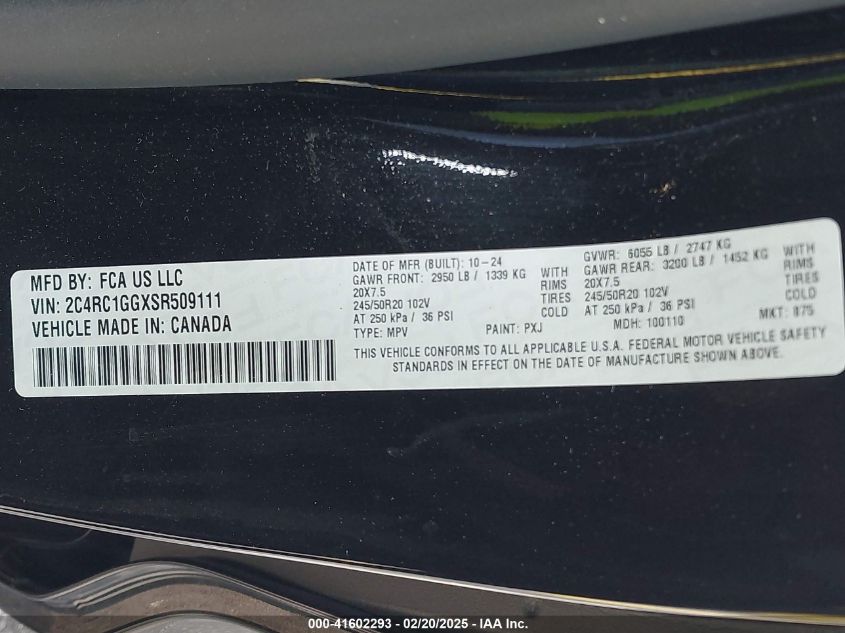 MFD BY: FCA US LLC
VIN: 2C4RC1GGXSR509111
VEHICLE MADE IN: CANADA
DATE OF MFR (BUILT): 10-24
GAWR FRONT: 2950 LB / 1339 KG WITH
20X7.5 RIMS
245/50R20 102V TIRES
AT 250 kPa / 36 PSI COLD
TYPE: MPV PAINT: PXJ
GVWR: 6055 LB / 2747 KG
GAWR REAR: 3200 LB / 1452 KG WITH
20X7.5 RIMS
245/50R20 102V TIRES
AT 250 kPa / 36 PSI COLD
MDH: 100110 MKT: 875
THIS VEHICLE CONFORMS TO ALL APPLICABLE U.S.A. FEDERAL MOTOR VEHICLE SAFETY
STANDARDS IN EFFECT ON THE DATE OF MANUFACTURE SHOWN ABOVE.
000-41602293 - 02/20/2025 - IAA Inc.